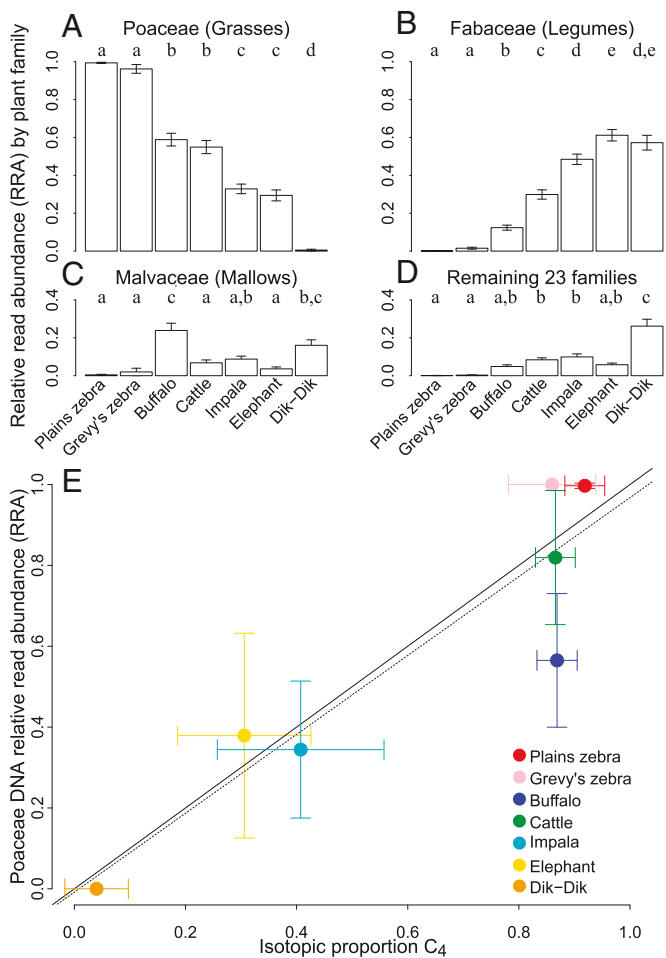 A Poaceae (Grasses)
a a b b c c d
B Fabaceae (Legumes)
a a b c d e d,e
Relative read abundance (RRA) by plant family
0.0 0.2 0.4 0.6 0.8 1.0
0.0 0.2 0.4 0.6 0.8 1.0
C Malvaceae (Mallows)
a a c a a,b a b,c
D Remaining 23 families
a a a,b b b a,b c
0.0 0.2 0.4
0.0 0.2 0.4
Plains zebra
Grevy's zebra
Buffalo
Cattle
Impala
Elephant
Dik−Dik
Plains zebra
Grevy's zebra
Buffalo
Cattle
Impala
Elephant
Dik−Dik
E
Poaceae DNA relative read abundance (RRA)
0.0 0.2 0.4 0.6 0.8 1.0
Plains zebra
Grevy's zebra
Buffalo
Cattle
Impala
Elephant
Dik−Dik
0.0 0.2 0.4 0.6 0.8 1.0
Isotopic proportion C4